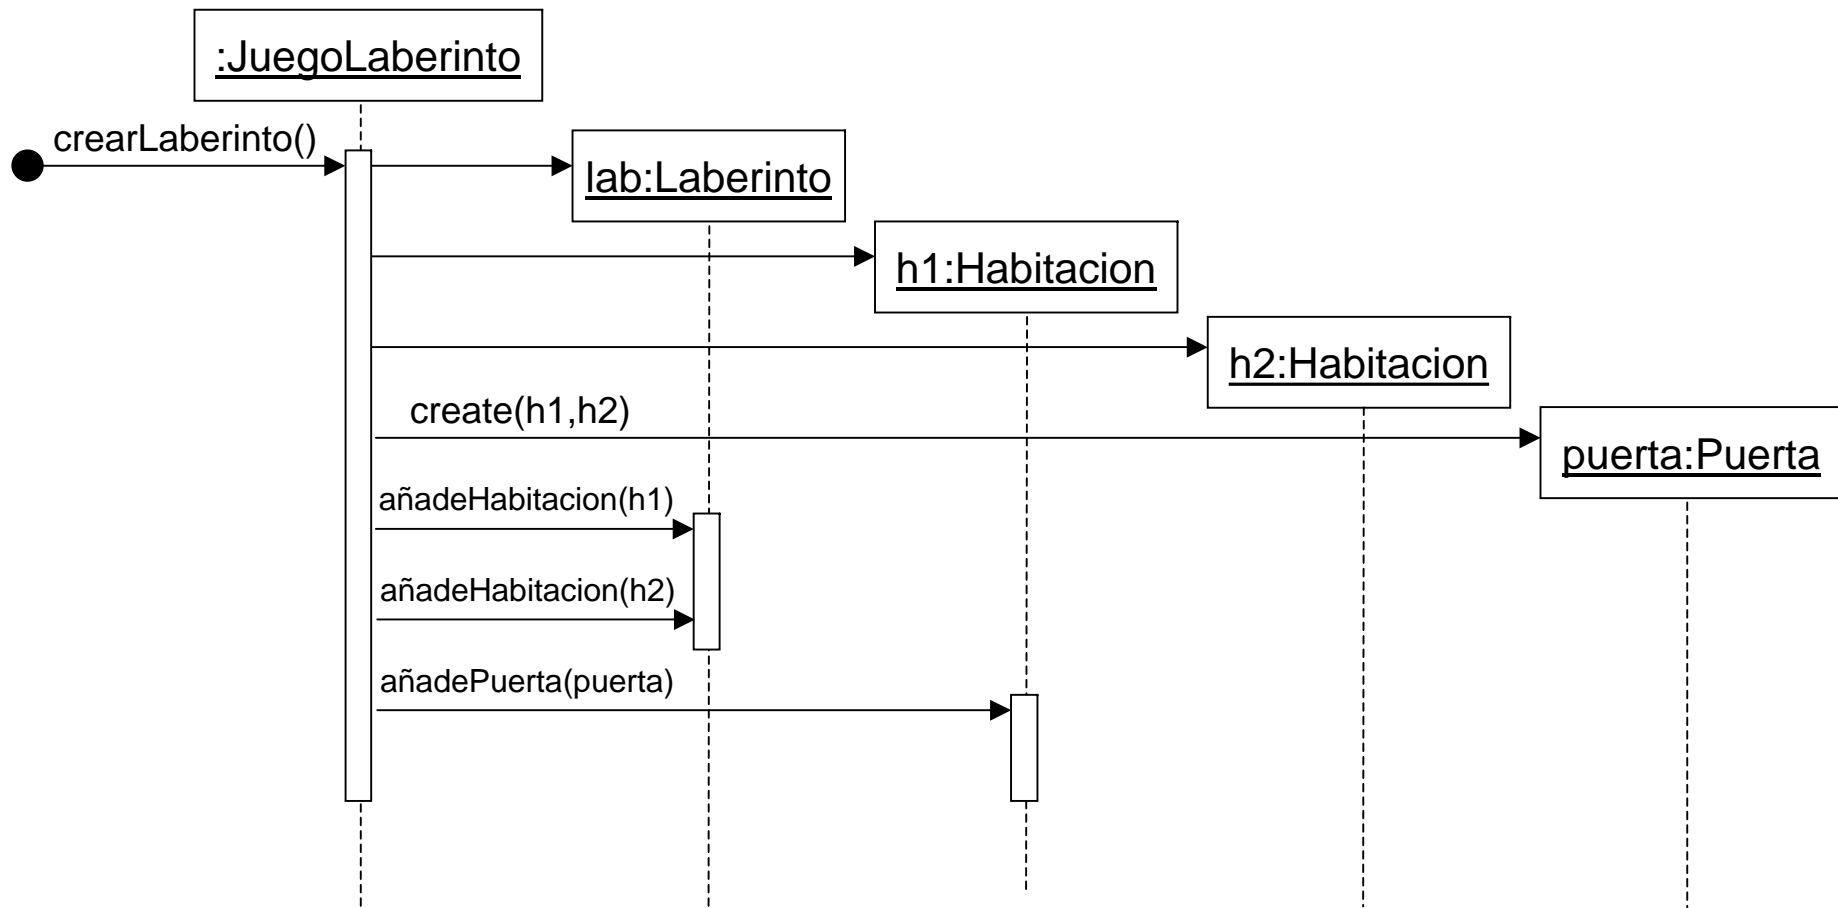 :JuegoLaberinto
crearLaberinto()
lab:Laberinto
h1:Habitacion
h2:Habitacion
create(h1,h2)
puerta:Puerta
añadeHabitacion(h1)
añadeHabitacion(h2)
añadePuerta(puerta)